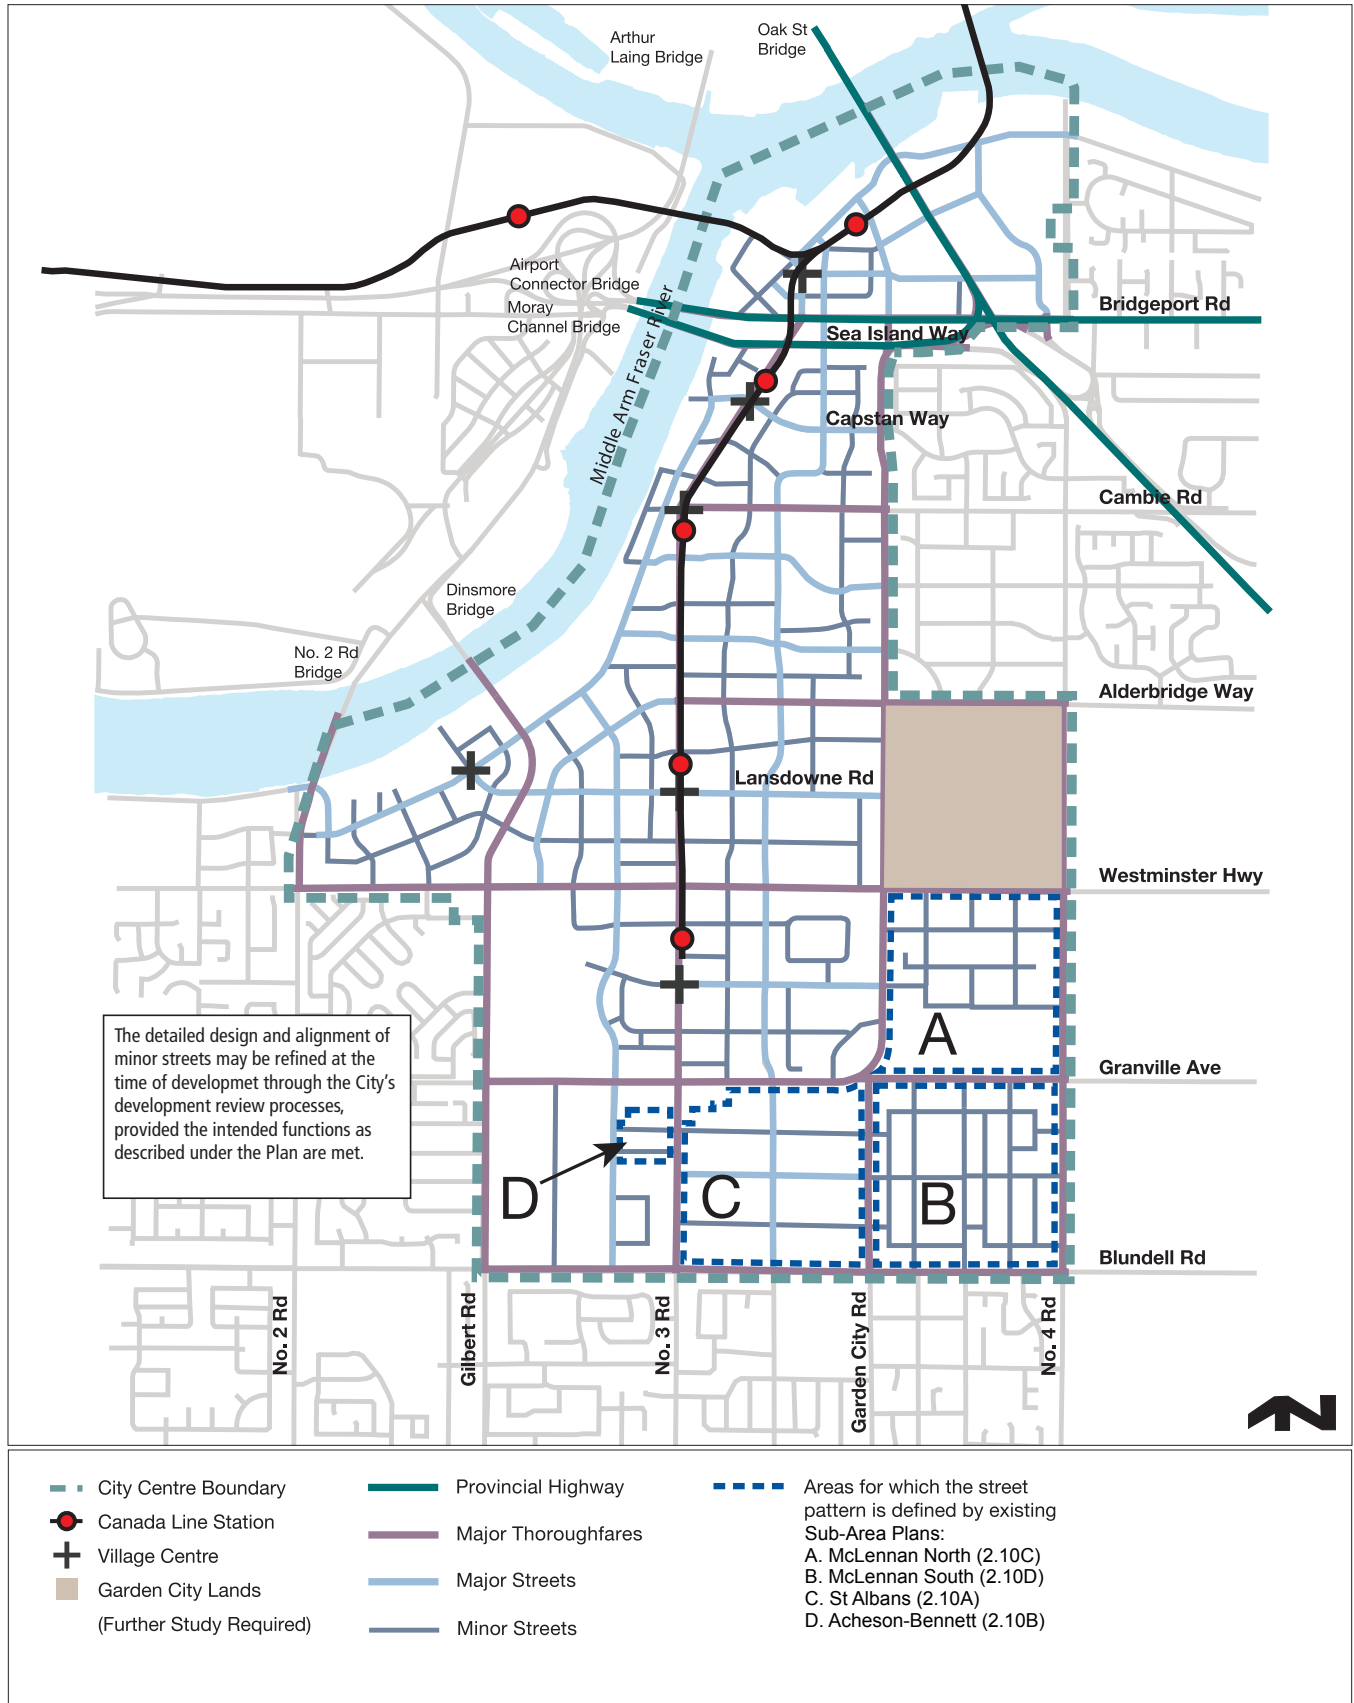 Arthur
Laing Bridge
Oak St
Bridge
Airport
Connector Bridge
Moray
Channel Bridge
Middle Arm Fraser River
Bridgeport Rd
Sea Island Way
Capstan Way
Cambie Rd
Dinsmore
Bridge
No. 2 Rd
Bridge
Alderbridge Way
Lansdowne Rd
Westminster Hwy
The detailed design and alignment of
minor streets may be refined at the
time of developmet through the City's
development review processes,
provided the intended functions as
described under the Plan are met.
A
Granville Ave
D
C
B
Blundell Rd
No. 2 Rd
Gilbert Rd
No. 3 Rd
Garden City Rd
No. 4 Rd
N
City Centre Boundary
Canada Line Station
Village Centre
Garden City Lands
(Further Study Required)
Provincial Highway
Major Thoroughfares
Major Streets
Minor Streets
Areas for which the street
pattern is defined by existing
Sub-Area Plans:
A. McLennan North (2.10C)
B. McLennan South (2.10D)
C. St Albans (2.10A)
D. Acheson-Bennett (2.10B)